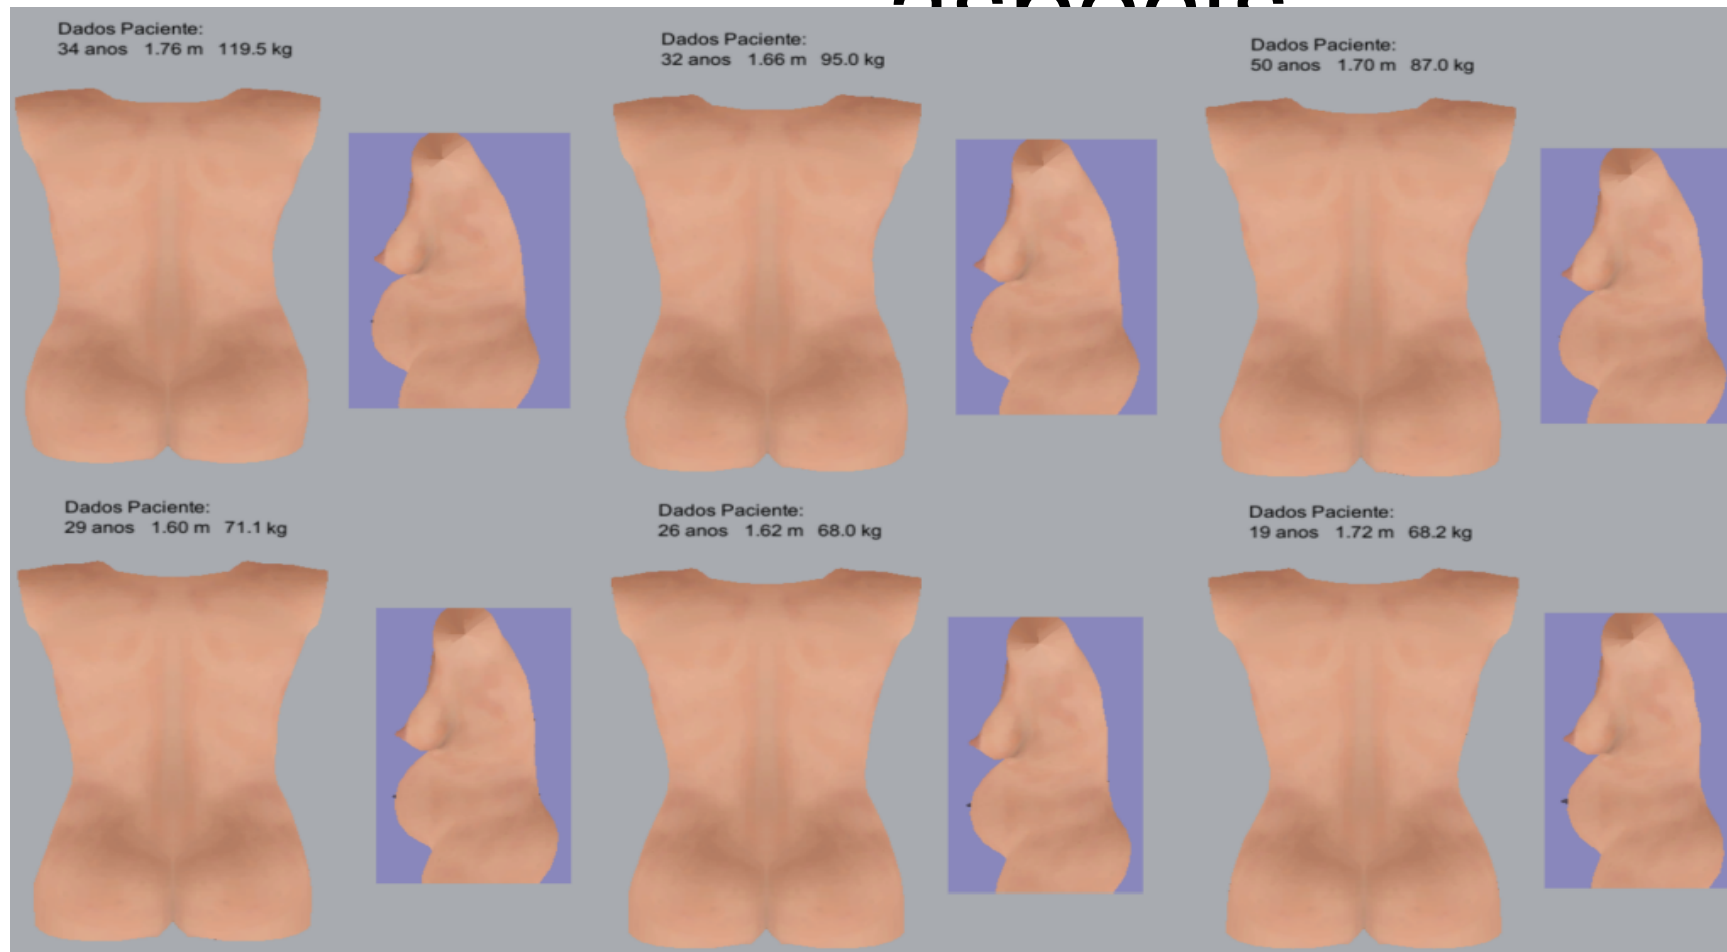 Dados Paciente:
34 anos 1.76 m 119.5 kg
Dados Paciente:
32 anos 1.66 m 95.0 kg
Dados Paciente:
50 anos 1.70 m 87.0 kg
Dados Paciente:
29 anos 1.60 m 71.1 kg
Dados Paciente:
26 anos 1.62 m 68.0 kg
Dados Paciente:
19 anos 1.72 m 68.2 kg